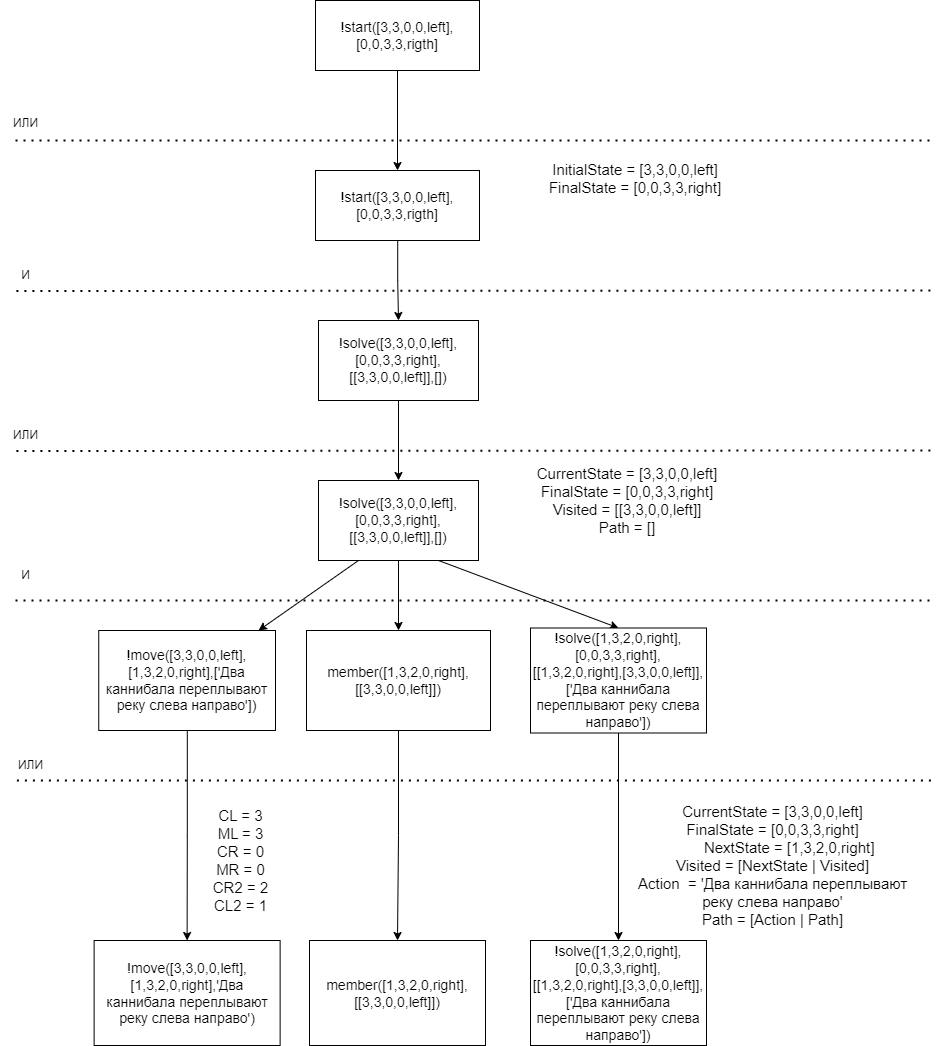 !start([3,3,0,0,left],
[0,0,3,3,rigth]
ИЛИ
!start([3,3,0,0,left],
[0,0,3,3,rigth]
InitialState = [3,3,0,0,left]
FinalState = [0,0,3,3,right]
И
!solve([3,3,0,0,left],
[0,0,3,3,right],
[[3,3,0,0,left]],[])
ИЛИ
!solve([3,3,0,0,left],
[0,0,3,3,right],
[[3,3,0,0,left]],[])
CurrentState = [3,3,0,0,left]
FinalState = [0,0,3,3,right]
Visited = [[3,3,0,0,left]]
Path = []
И
!move([3,3,0,0,left],
[1,3,2,0,right],['Два
каннибала переплывают
реку слева направо'])
member([1,3,2,0,right],
[[3,3,0,0,left]])
!solve([1,3,2,0,right],
[0,0,3,3,right],
[[1,3,2,0,right],[3,3,0,0,left]],
['Два каннибала
переплывают реку слева
направо'])
ИЛИ
CL = 3
ML = 3
CR = 0
MR = 0
CR2 = 2
CL2 = 1
CurrentState = [3,3,0,0,left]
FinalState = [0,0,3,3,right]
NextState = [1,3,2,0,right]
Visited = [NextState | Visited]
Action = 'Два каннибала переплывают
реку слева направо'
Path = [Action | Path]
!move([3,3,0,0,left],
[1,3,2,0,right],'Два
каннибала переплывают
реку слева направо')
member([1,3,2,0,right],
[[3,3,0,0,left]])
!solve([1,3,2,0,right],
[0,0,3,3,right],
[[1,3,2,0,right],[3,3,0,0,left]],
['Два каннибала
переплывают реку слева
направо'])